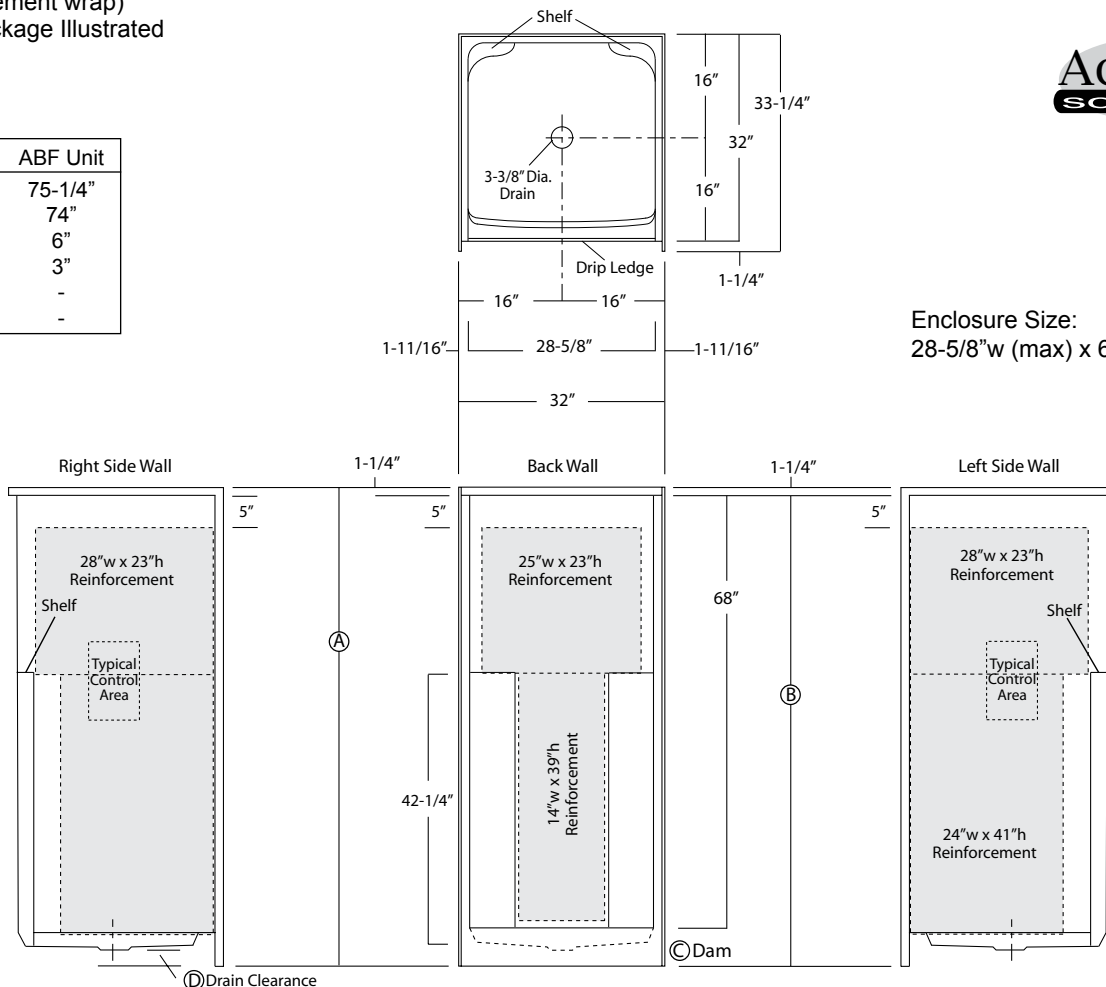 ement wrap)
ckage Illustrated
ABF Unit
75-1/4”
74”
6”
3”
-
-
Shelf
16”
33-1/4”
32”
3-3/8” Dia.
Drain
16”
Drip Ledge
1-1/4”
16”
16”
1-11/16”
28-5/8”
1-11/16”
32”
Enclosure Size:
28-5/8”w (max) x 6
Right Side Wall
1-1/4”
Back Wall
1-1/4”
Left Side Wall
5”
5”
5”
28”w x 23”h
Reinforcement
25”w x 23”h
Reinforcement
28”w x 23”h
Reinforcement
68”
Shelf
Shelf
A
Typical
Control
Area
Typical
Control
Area
B
42-1/4”
14”w x 39”h
Reinforcement
24”w x 41”h
Reinforcement
C Dam
D Drain Clearance